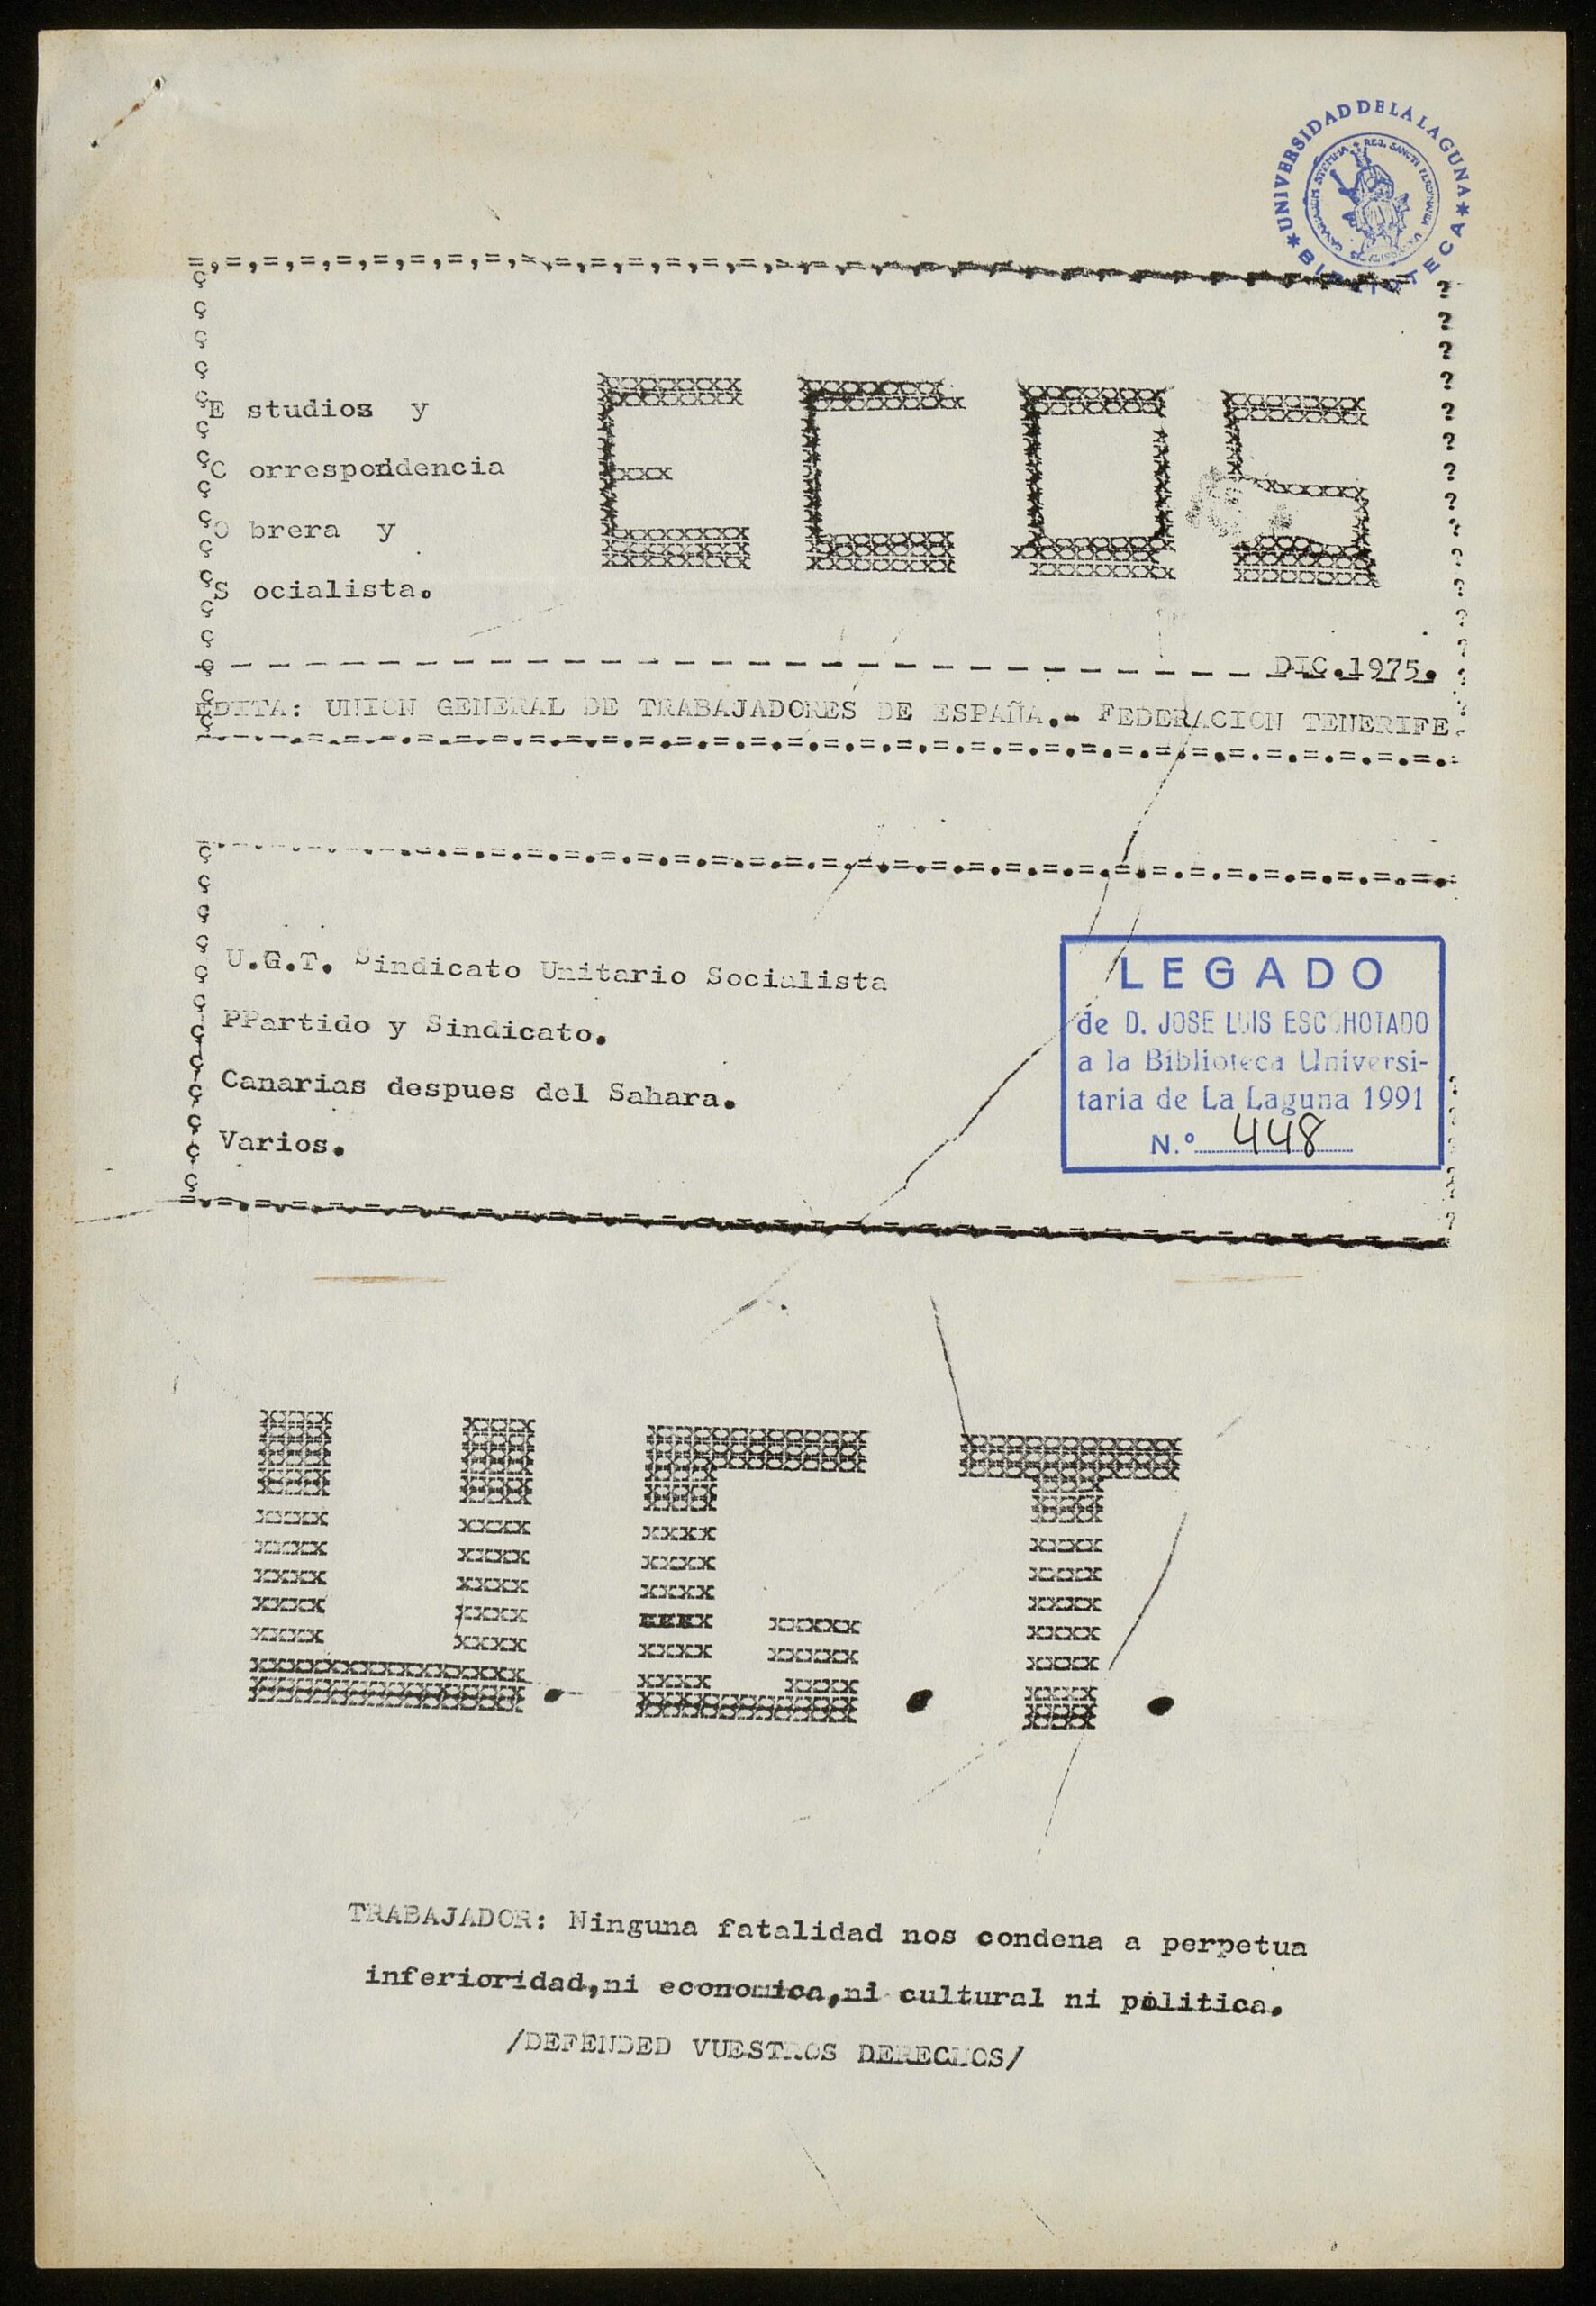 UNIVERSIDAD DE LA LAGUNA
BIBLIOTECA
E studios y
C orrespondencia
O brera y
S ocialista.
ECOS
DIC.1975.
EDITA: UNION GENERAL DE TRABAJADORES DE ESPAÑA.- FEDERACION TENERIFE.
U.G.T. Sindicato Unitario Socialista
PPartido y Sindicato.
Canarias despues del Sahara.
Varios.
LEGADO
de D. JOSE LUIS ESCOHOTADO
a la Biblioteca Universi-
taria de La Laguna 1991
N.º 448
U.G.T.
TRABAJADOR: Ninguna fatalidad nos condena a perpetua
inferioridad,ni economica,ni cultural ni politica.
/DEFENDED VUESTROS DERECHOS/